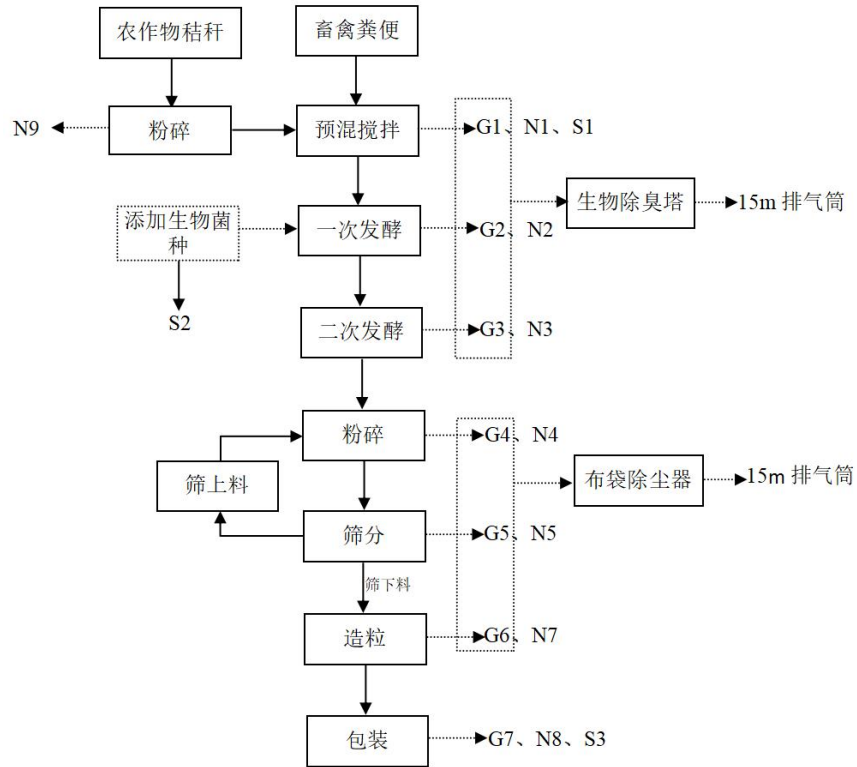 农作物秸秆
畜禽粪便
N9
粉碎
预混搅拌
G1、N1、S1
添加生物菌
种
一次发酵
G2、N2
生物除臭塔
15m 排气筒
S2
二次发酵
G3、N3
粉碎
G4、N4
筛上料
布袋除尘器
15m 排气筒
筛分
G5、N5
筛下料
造粒
G6、N7
包装
G7、N8、S3